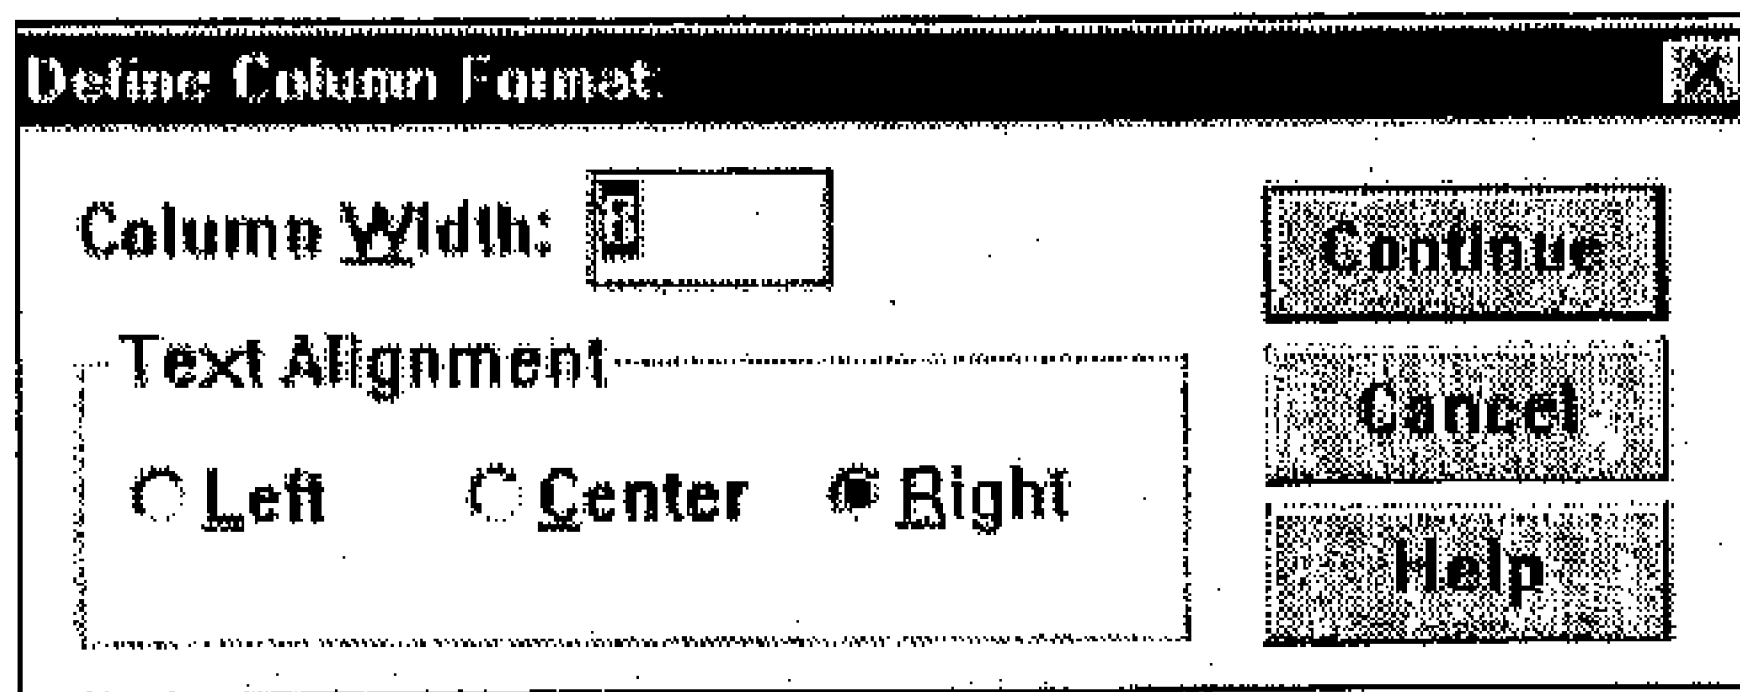 Define Column Format
Column Width:
Continue
Text Alignment
Cancel
Left Center Right
Help